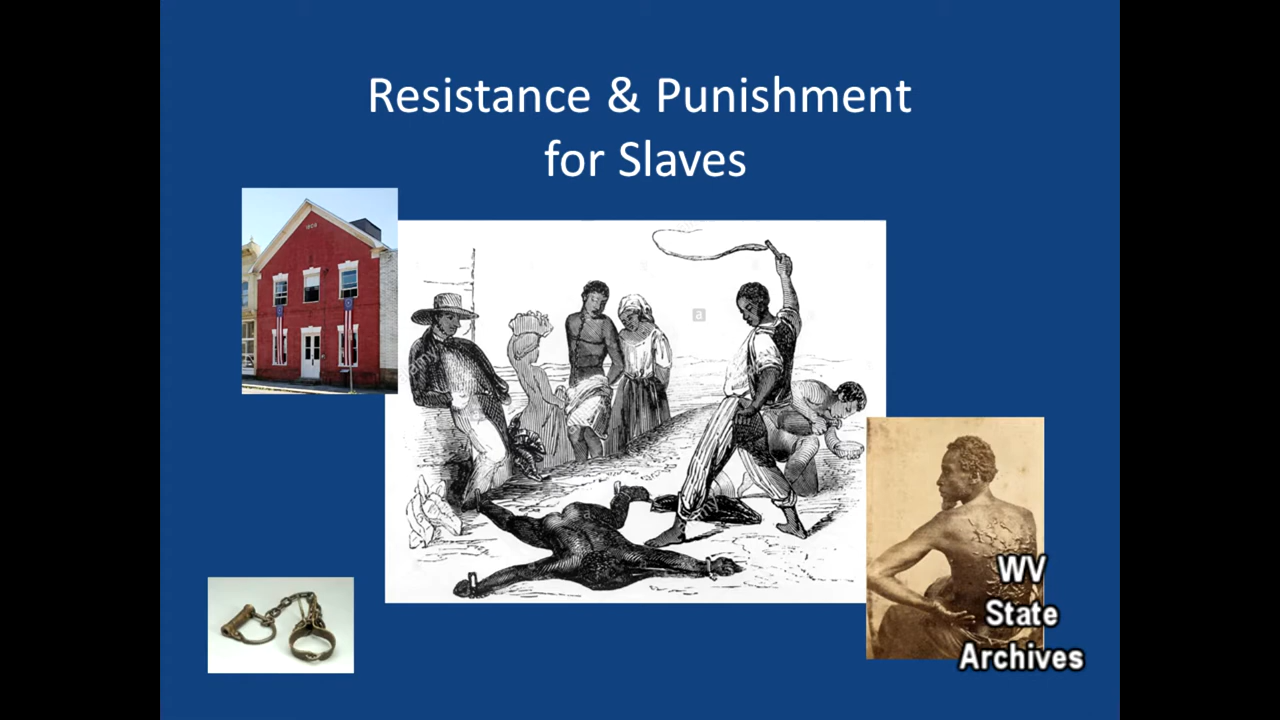 Resistance & Punishment
for Slaves
a
WV
State
Archives